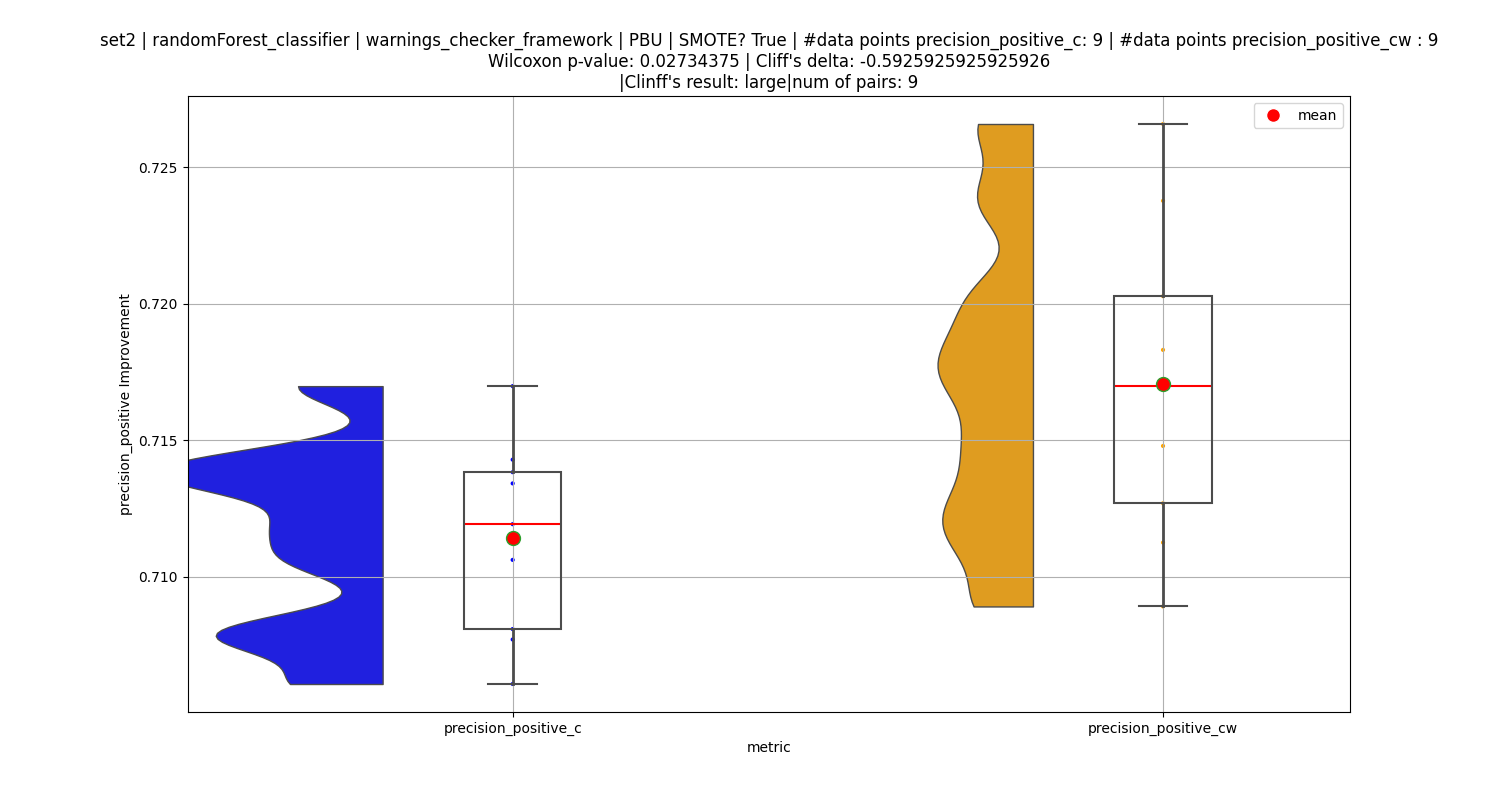 set2 | randomForest_classifier | warnings_checker_framework | PBU | SMOTE? True | #data points precision_positive_c: 9 | #data points precision_positive_cw : 9
Wilcoxon p-value: 0.02734375 | Cliff's delta: -0.5925925925925926
|Clinff's result: large|num of pairs: 9
mean
0.725
0.720
0.715
0.710
precision_positive Improvement
precision_positive_c
precision_positive_cw
metric